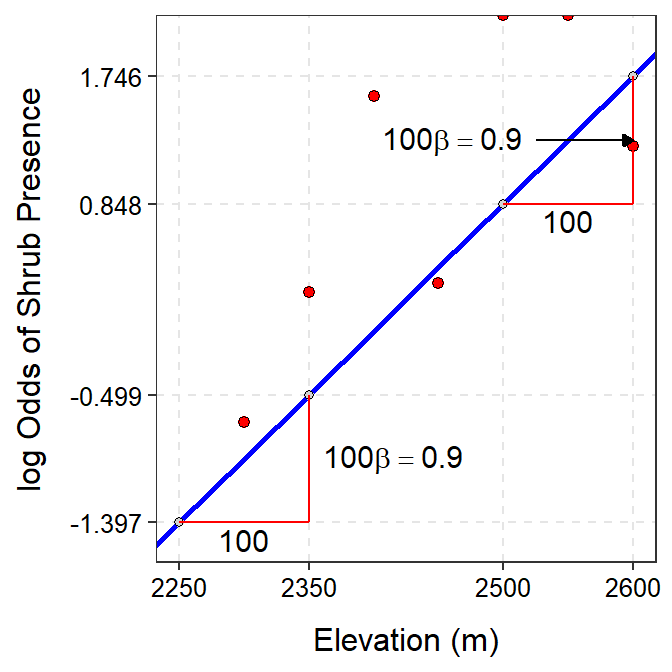 log Odds of Shrub Presence
1.746
0.848
-0.499
-1.397
100β = 0.9
100
100β = 0.9
100
2250
2350
2500
2600
Elevation (m)